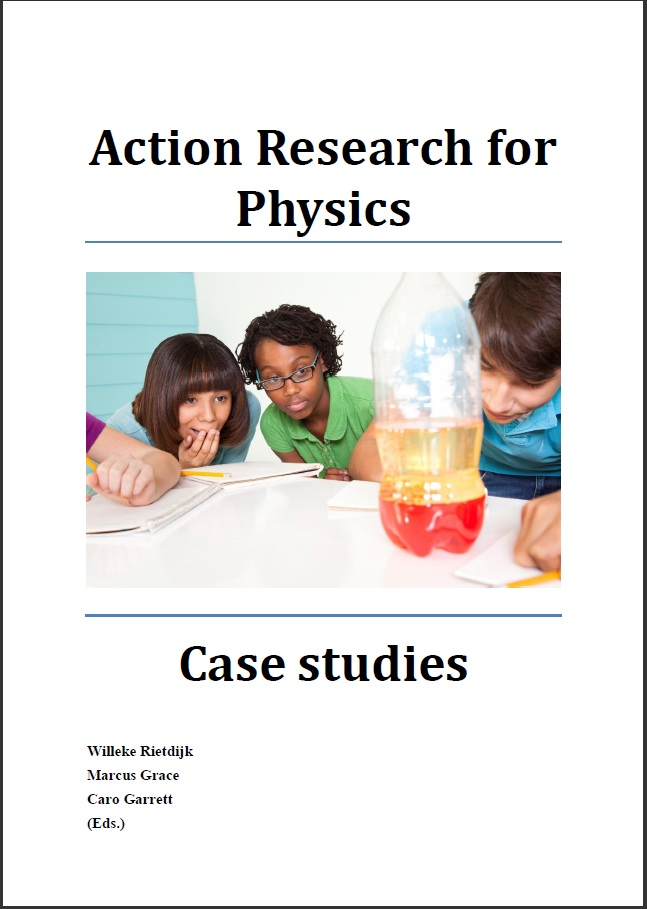 Action Research for
Physics
Case studies
Willeke Rietdijk
Marcus Grace
Caro Garrett
(Eds.)